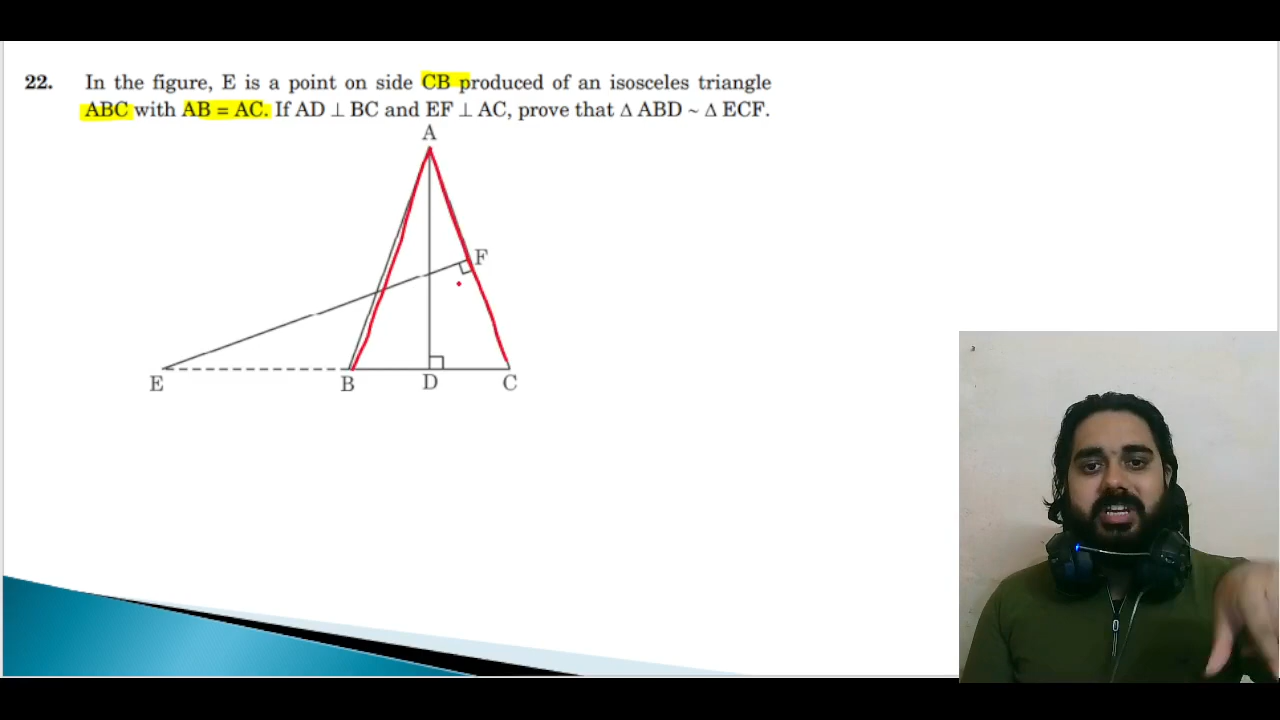 22. In the figure, E is a point on side CB produced of an isosceles triangle
ABC with AB = AC. If AD ⊥ BC and EF ⊥ AC, prove that Δ ABD ~ Δ ECF.
A
F
E B D C
3